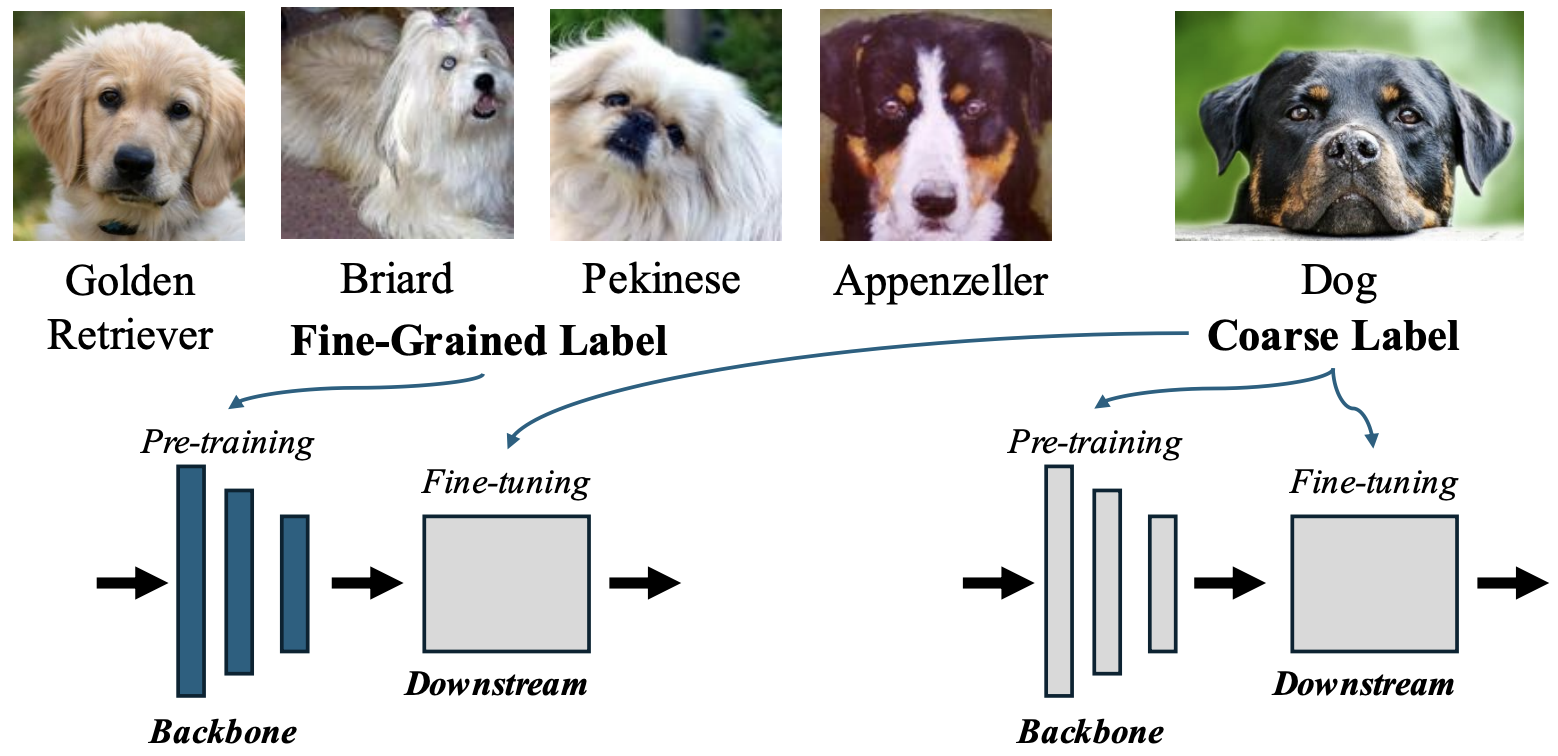 Golden
Retriever
Briard
Pekinese
Appenzeller
Dog
Fine-Grained Label
Coarse Label
Pre-training
Fine-tuning
Backbone
Downstream
Pre-training
Fine-tuning
Backbone
Downstream